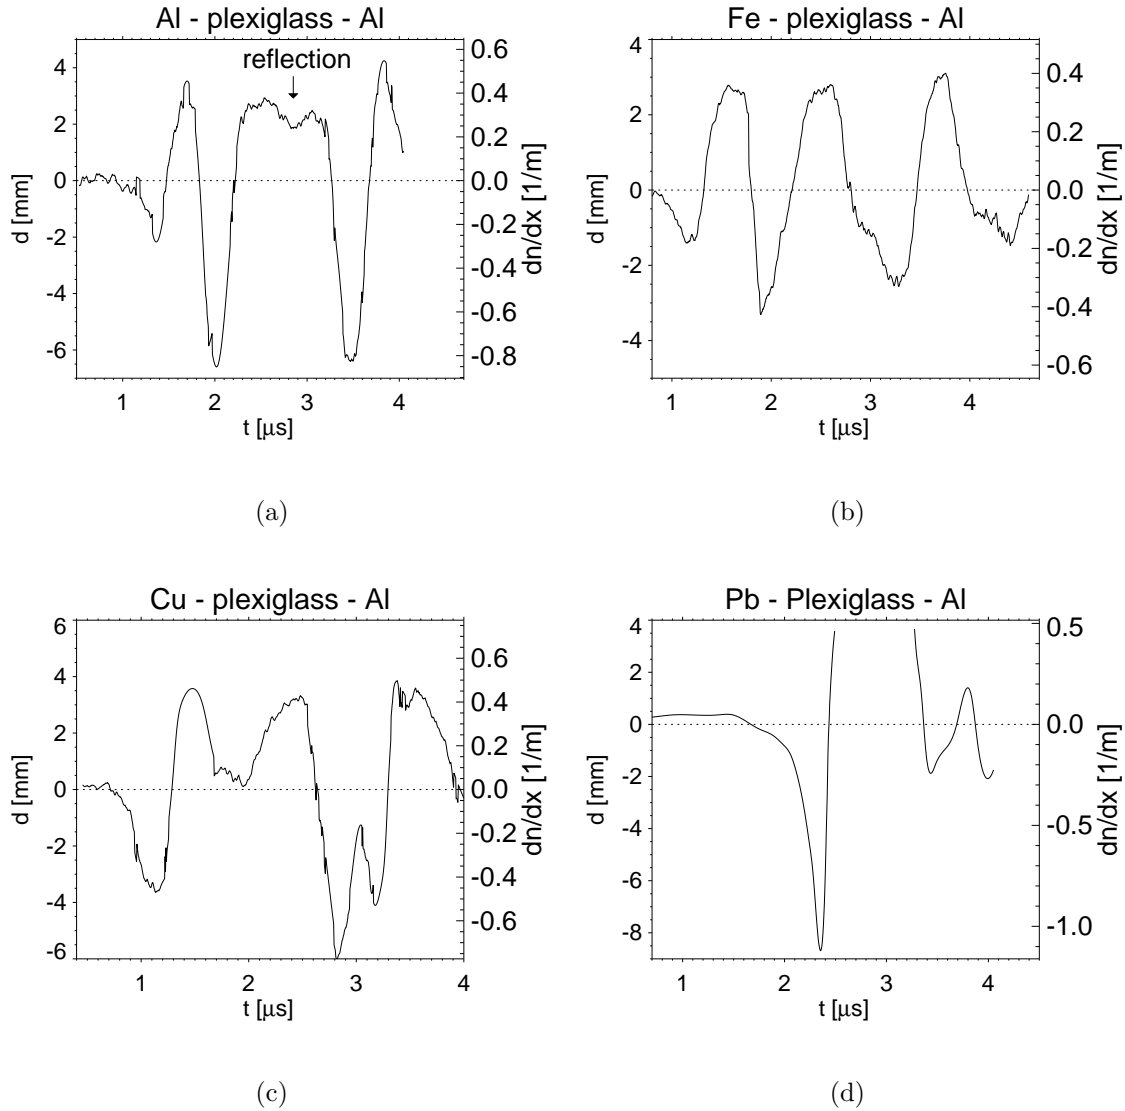 Al - plexiglass - Al
reflection
4
2
0
-2
-4
-6
d [mm]
0.6
0.4
0.2
0.0
-0.2
-0.4
-0.6
-0.8
dn/dx [1/m]
1 2 3 4
t [μs]
(a)
Fe - plexiglass - Al
4
2
0
-2
-4
d [mm]
0.4
0.2
0.0
-0.2
-0.4
-0.6
dn/dx [1/m]
1 2 3 4
t [μs]
(b)
Cu - plexiglass - Al
6
4
2
0
-2
-4
-6
d [mm]
0.6
0.4
0.2
0.0
-0.2
-0.4
-0.6
dn/dx [1/m]
1 2 3 4
t [μs]
(c)
Pb - Plexiglass - Al
4
2
0
-2
-4
-6
-8
d [mm]
0.5
0.0
-0.5
-1.0
dn/dx [1/m]
1 2 3 4
t [μs]
(d)